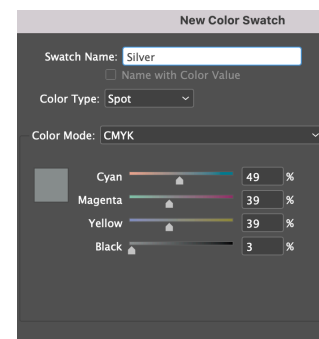 New Color Swatch
Swatch Name: Silver
Name with Color Value
Color Type: Spot
Color Mode: CMYK
Cyan 49 %
Magenta 39 %
Yellow 39 %
Black 3 %